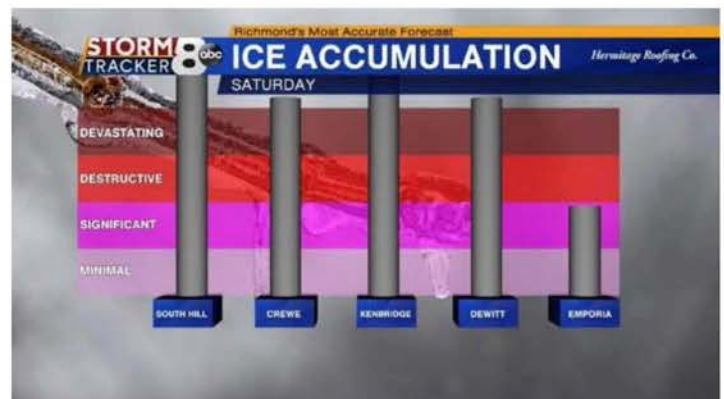 Richmond's Most Accurate Forecast
STORM
TRACKER 8 abc
ICE ACCUMULATION
Hermitage Roofing Co.
SATURDAY
DEVASTATING
DESTRUCTIVE
SIGNIFICANT
MINIMAL
SOUTH HILL CREWE KENBRIDGE DEWITT EMPORIA